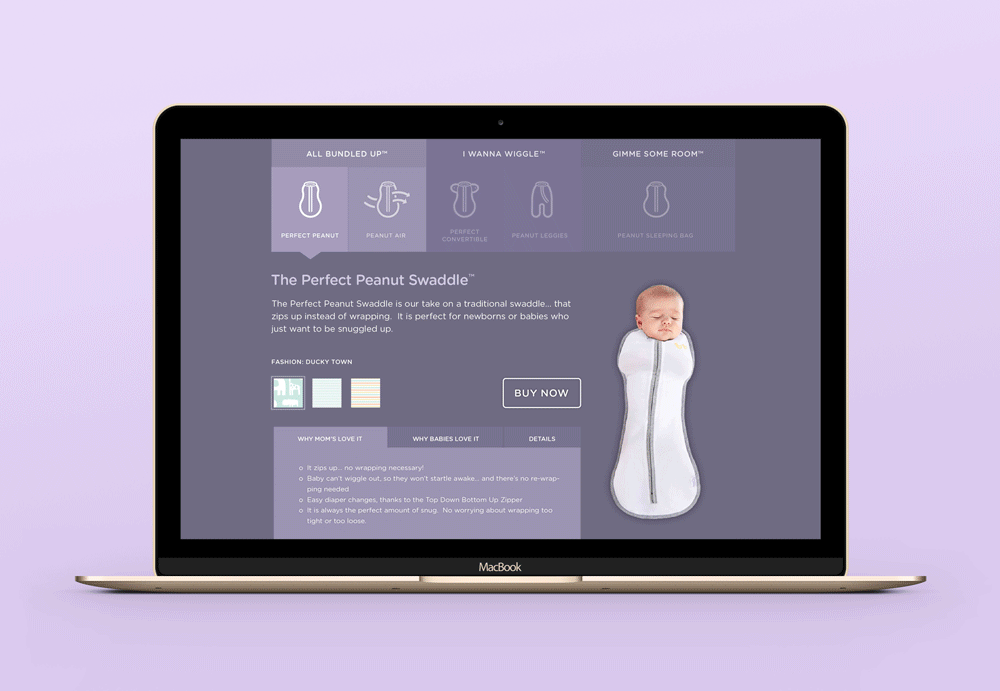 ALL BUNDLED UP™
I WANNA WIGGLE™
GIMME SOME ROOM™
PERFECT PEANUT
PEANUT AIR
PERFECT
CONVERTIBLE
PEANUT LEGGIES
PEANUT SLEEPING BAG
The Perfect Peanut Swaddle™
The Perfect Peanut Swaddle is our take on a traditional swaddle... that
zips up instead of wrapping. It is perfect for newborns or babies who
just want to be snuggled up.
FASHION: DUCKY TOWN
BUY NOW
WHY MOM'S LOVE IT
WHY BABIES LOVE IT
DETAILS
o It zips up... no wrapping necessary!
o Baby can't wiggle out, so they won't startle awake... and there's no re-wrap-
ping needed
o Easy diaper changes, thanks to the Top Down Bottom Up Zipper
o It is always the perfect amount of snug. No worrying about wrapping too
tight or too loose.
MacBook